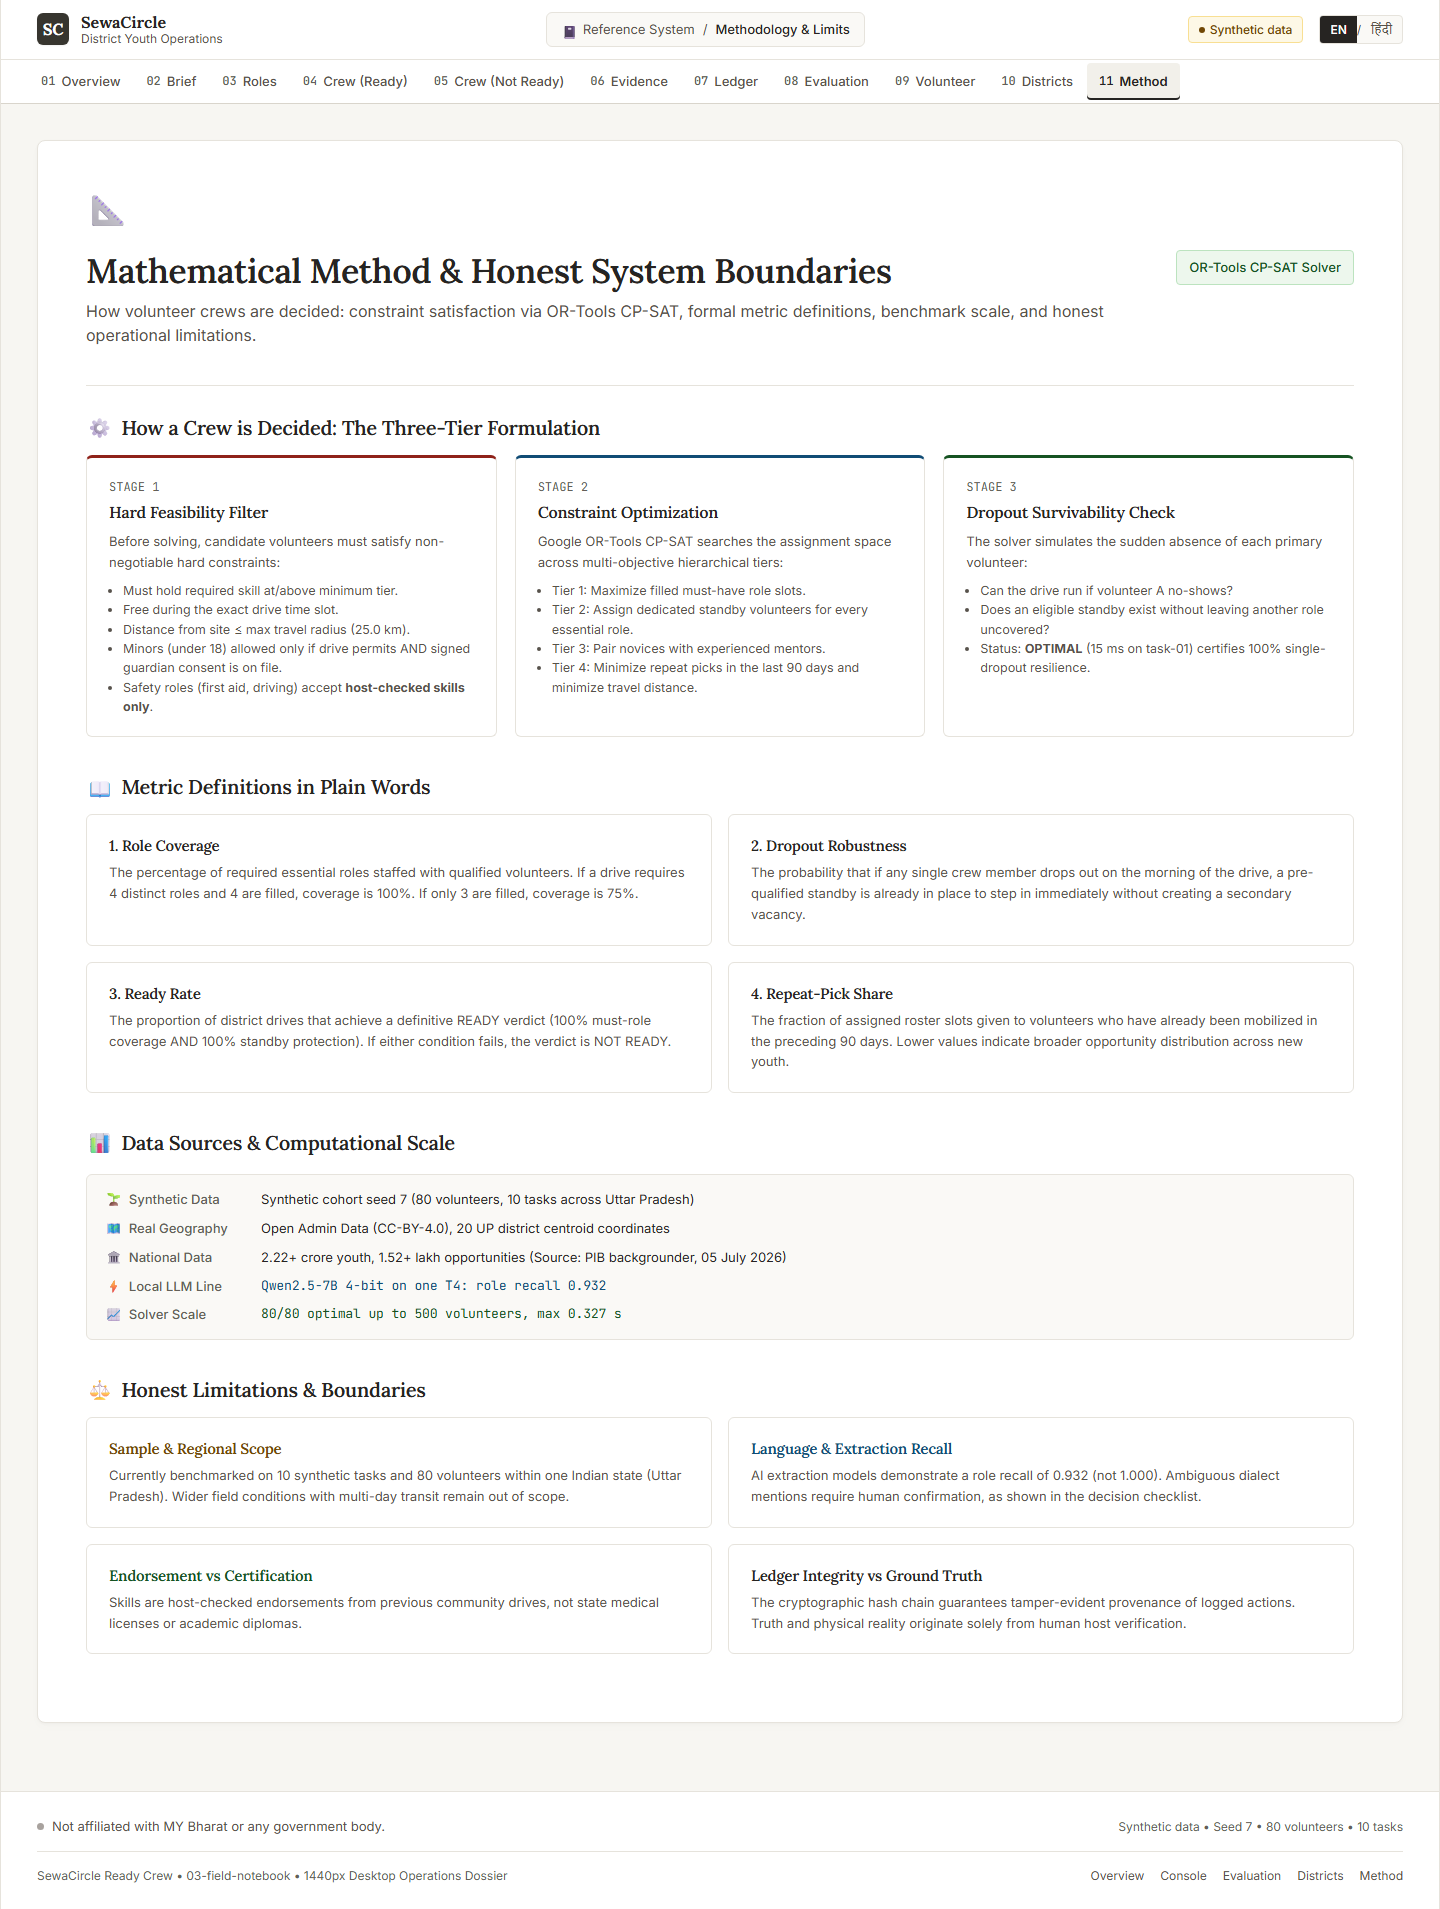 SC
SewaCircle
District Youth Operations
Reference System / Methodology & Limits
Synthetic data
EN / हिंदी
01 Overview
02 Brief
03 Roles
04 Crew (Ready)
05 Crew (Not Ready)
06 Evidence
07 Ledger
08 Evaluation
09 Volunteer
10 Districts
11 Method
Mathematical Method & Honest System Boundaries
OR-Tools CP-SAT Solver
How volunteer crews are decided: constraint satisfaction via OR-Tools CP-SAT, formal metric definitions, benchmark scale, and honest
operational limitations.
How a Crew is Decided: The Three-Tier Formulation
STAGE 1
Hard Feasibility Filter
Before solving, candidate volunteers must satisfy non-
negotiable hard constraints:
• Must hold required skill at/above minimum tier.
• Free during the exact drive time slot.
• Distance from site ≤ max travel radius (25.0 km).
• Minors (under 18) allowed only if drive permits AND signed
guardian consent is on file.
• Safety roles (first aid, driving) accept host-checked skills
only.
STAGE 2
Constraint Optimization
Google OR-Tools CP-SAT searches the assignment space
across multi-objective hierarchical tiers:
• Tier 1: Maximize filled must-have role slots.
• Tier 2: Assign dedicated standby volunteers for every
essential role.
• Tier 3: Pair novices with experienced mentors.
• Tier 4: Minimize repeat picks in the last 90 days and
minimize travel distance.
STAGE 3
Dropout Survivability Check
The solver simulates the sudden absence of each primary
volunteer:
• Can the drive run if volunteer A no-shows?
• Does an eligible standby exist without leaving another role
uncovered?
• Status: OPTIMAL (15 ms on task-01) certifies 100% single-
dropout resilience.
Metric Definitions in Plain Words
1. Role Coverage
The percentage of required essential roles staffed with qualified volunteers. If a drive requires
4 distinct roles and 4 are filled, coverage is 100%. If only 3 are filled, coverage is 75%.
2. Dropout Robustness
The probability that if any single crew member drops out on the morning of the drive, a pre-
qualified standby is already in place to step in immediately without creating a secondary
vacancy.
3. Ready Rate
The proportion of district drives that achieve a definitive READY verdict (100% must-role
coverage AND 100% standby protection). If either condition fails, the verdict is NOT READY.
4. Repeat-Pick Share
The fraction of assigned roster slots given to volunteers who have already been mobilized in
the preceding 90 days. Lower values indicate broader opportunity distribution across new
youth.
Data Sources & Computational Scale
Synthetic Data Synthetic cohort seed 7 (80 volunteers, 10 tasks across Uttar Pradesh)
Real Geography Open Admin Data (CC-BY-4.0), 20 UP district centroid coordinates
National Data 2.22+ crore youth, 1.52+ lakh opportunities (Source: PIB backgrounder, 05 July 2026)
Local LLM Line Qwen2.5-7B 4-bit on one T4: role recall 0.932
Solver Scale 80/80 optimal up to 500 volunteers, max 0.327 s
Honest Limitations & Boundaries
Sample & Regional Scope
Currently benchmarked on 10 synthetic tasks and 80 volunteers within one Indian state (Uttar
Pradesh). Wider field conditions with multi-day transit remain out of scope.
Language & Extraction Recall
AI extraction models demonstrate a role recall of 0.932 (not 1.000). Ambiguous dialect
mentions require human confirmation, as shown in the decision checklist.
Endorsement vs Certification
Skills are host-checked endorsements from previous community drives, not state medical
licenses or academic diplomas.
Ledger Integrity vs Ground Truth
The cryptographic hash chain guarantees tamper-evident provenance of logged actions.
Truth and physical reality originate solely from human host verification.
Not affiliated with MY Bharat or any government body.
Synthetic data • Seed 7 • 80 volunteers • 10 tasks
SewaCircle Ready Crew • 03-field-notebook • 1440px Desktop Operations Dossier
Overview Console Evaluation Districts Method